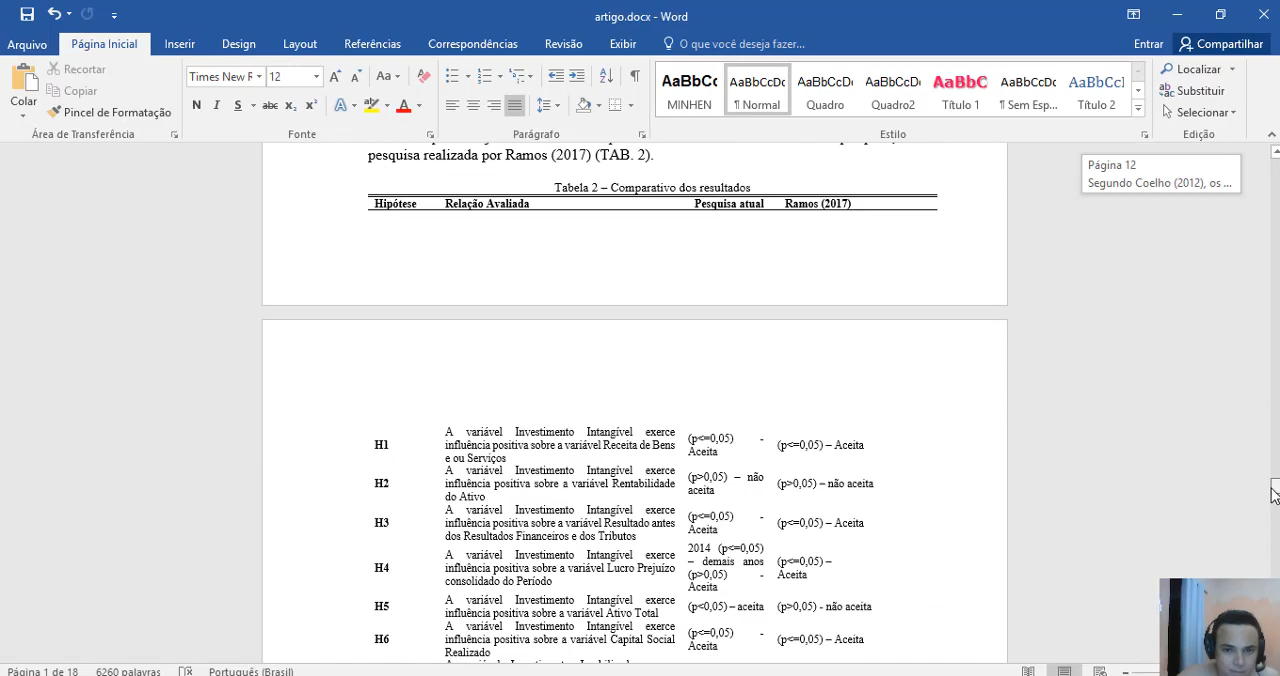 artigo.docx - Word
Arquivo
Página Inicial
Inserir
Design
Layout
Referências
Correspondências
Revisão
Exibir
O que você deseja fazer...
Entrar
Compartilhar
Colar
Recortar
Copiar
Pincel de Formatação
Área de Transferência
Times New R
12
Fonte
Parágrafo
AaBbCc
MINHEN
AaBbCcDc
¶ Normal
AaBbCcDı
Quadro
AaBbCcDı
Quadro2
AaBbC
Título 1
AaBbCcDc
¶ Sem Esp...
AaBbCcI
Título 2
Estilo
Localizar
Substituir
Selecionar
Edição
Página 12
Segundo Coelho (2012), os ...
pesquisa realizada por Ramos (2017) (TAB. 2).
Tabela 2 – Comparativo dos resultados
Hipótese Relação Avaliada Pesquisa atual Ramos (2017)
H1
A variável Investimento Intangível exerce
influência positiva sobre a variável Receita de Bens
e ou Serviços
(p<=0,05) -
Aceita
(p<=0,05) – Aceita
H2
A variável Investimento Intangível exerce
influência positiva sobre a variável Rentabilidade
do Ativo
(p>0,05) – não
aceita
(p>0,05) – não aceita
H3
A variável Investimento Intangível exerce
influência positiva sobre a variável Resultado antes
dos Resultados Financeiros e dos Tributos
(p<=0,05) -
Aceita
(p<=0,05) – Aceita
H4
A variável Investimento Intangível exerce
influência positiva sobre a variável Lucro Prejuízo
consolidado do Período
2014 (p<=0,05)
– demais anos
(p>0,05) -
Aceita
(p<=0,05) –
Aceita
H5
A variável Investimento Intangível exerce
influência positiva sobre a variável Ativo Total
(p<0,05) – aceita
(p>0,05) - não aceita
H6
A variável Investimento Intangível exerce
influência positiva sobre a variável Capital Social
Realizado
(p<=0,05) -
Aceita
(p<=0,05) – Aceita
Página 1 de 18
6260 palavras
Português (Brasil)